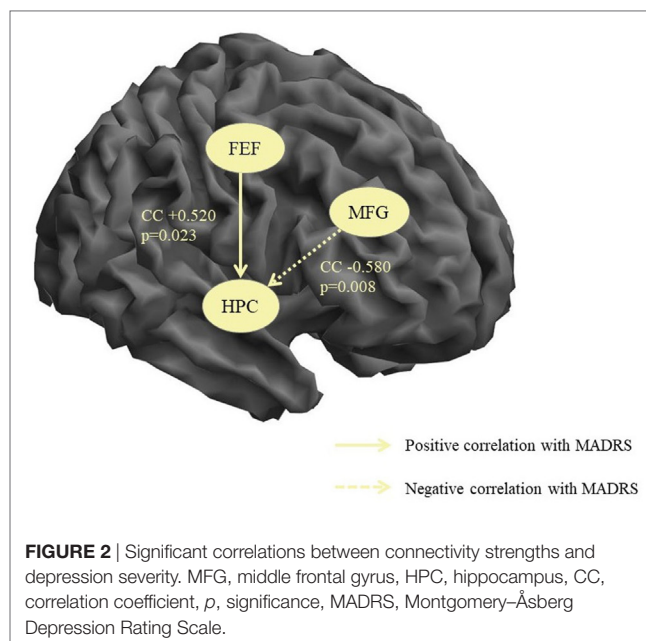 FEF
CC +0.520
p=0.023
MFG
CC -0.580
p=0.008
HPC
Positive correlation with MADRS
Negative correlation with MADRS
FIGURE 2 | Significant correlations between connectivity strengths and
depression severity. MFG, middle frontal gyrus, HPC, hippocampus, CC,
correlation coefficient, p, significance, MADRS, Montgomery–Åsberg
Depression Rating Scale.